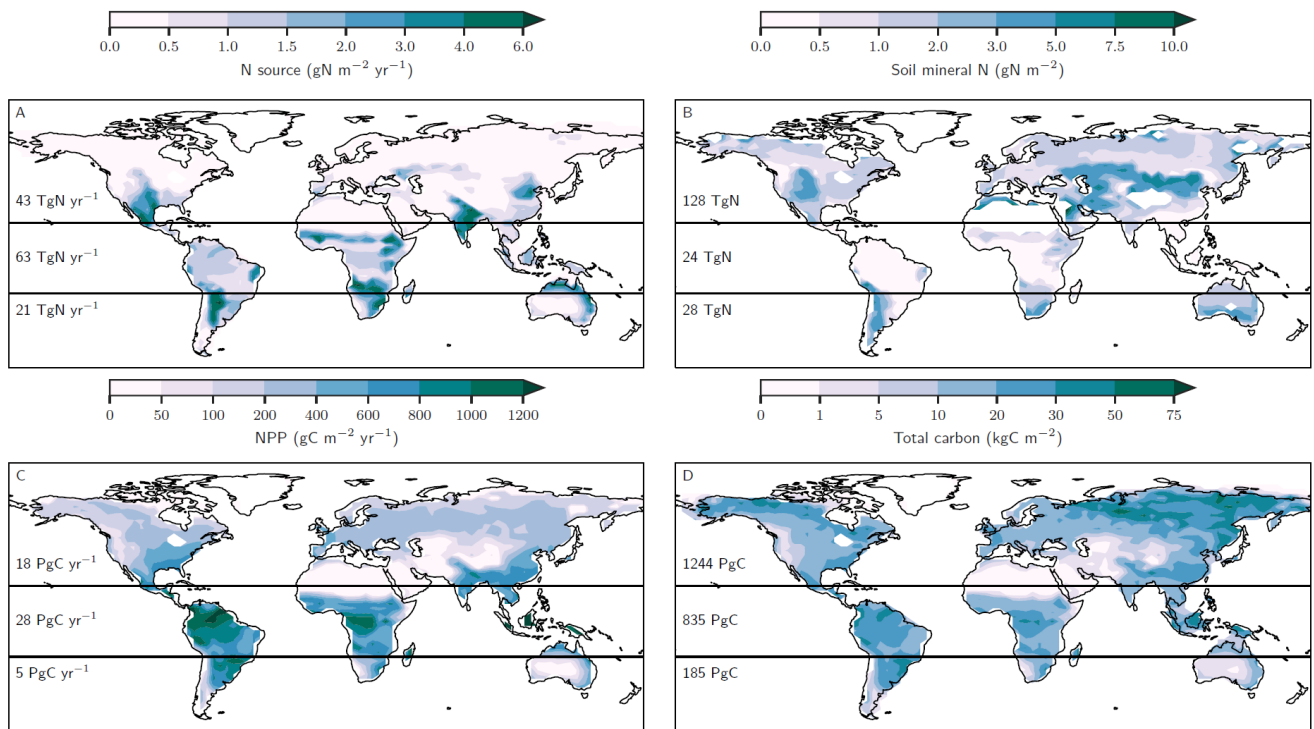 0.0 0.5 1.0 1.5 2.0 3.0 4.0 6.0
N source (gN m⁻² yr⁻¹)
0.0 0.5 1.0 2.0 3.0 5.0 7.5 10.0
Soil mineral N (gN m⁻²)
A
43 TgN yr⁻¹
63 TgN yr⁻¹
21 TgN yr⁻¹
B
128 TgN
24 TgN
28 TgN
0 50 100 200 400 600 800 1000 1200
NPP (gC m⁻² yr⁻¹)
0 1 5 10 20 30 50 75
Total carbon (kgC m⁻²)
C
18 PgC yr⁻¹
28 PgC yr⁻¹
5 PgC yr⁻¹
D
1244 PgC
835 PgC
185 PgC